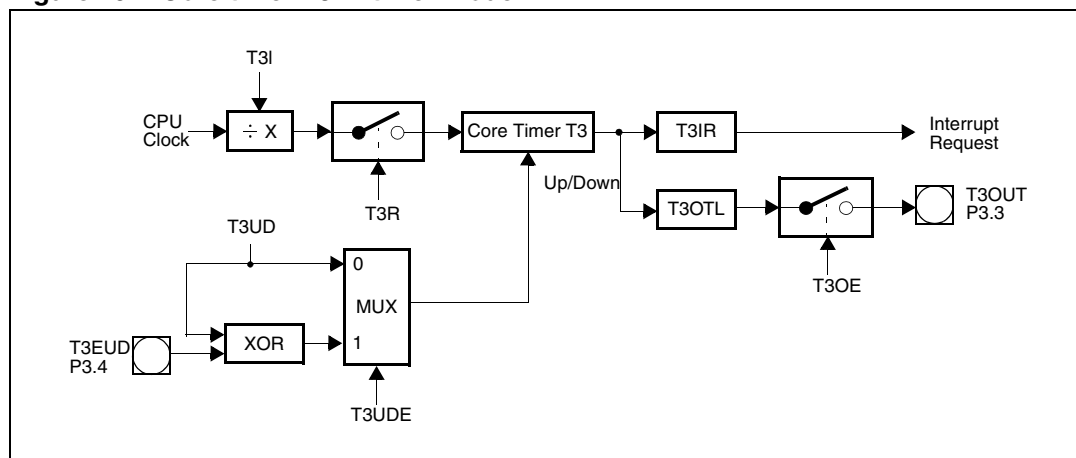 T3I
CPU
Clock
÷ X
Core Timer T3
T3IR
Interrupt
Request
T3R
Up/Down
T3OTL
T3OUT
P3.3
T3OE
T3UD
0
MUX
1
XOR
T3EUD
P3.4
T3UDE